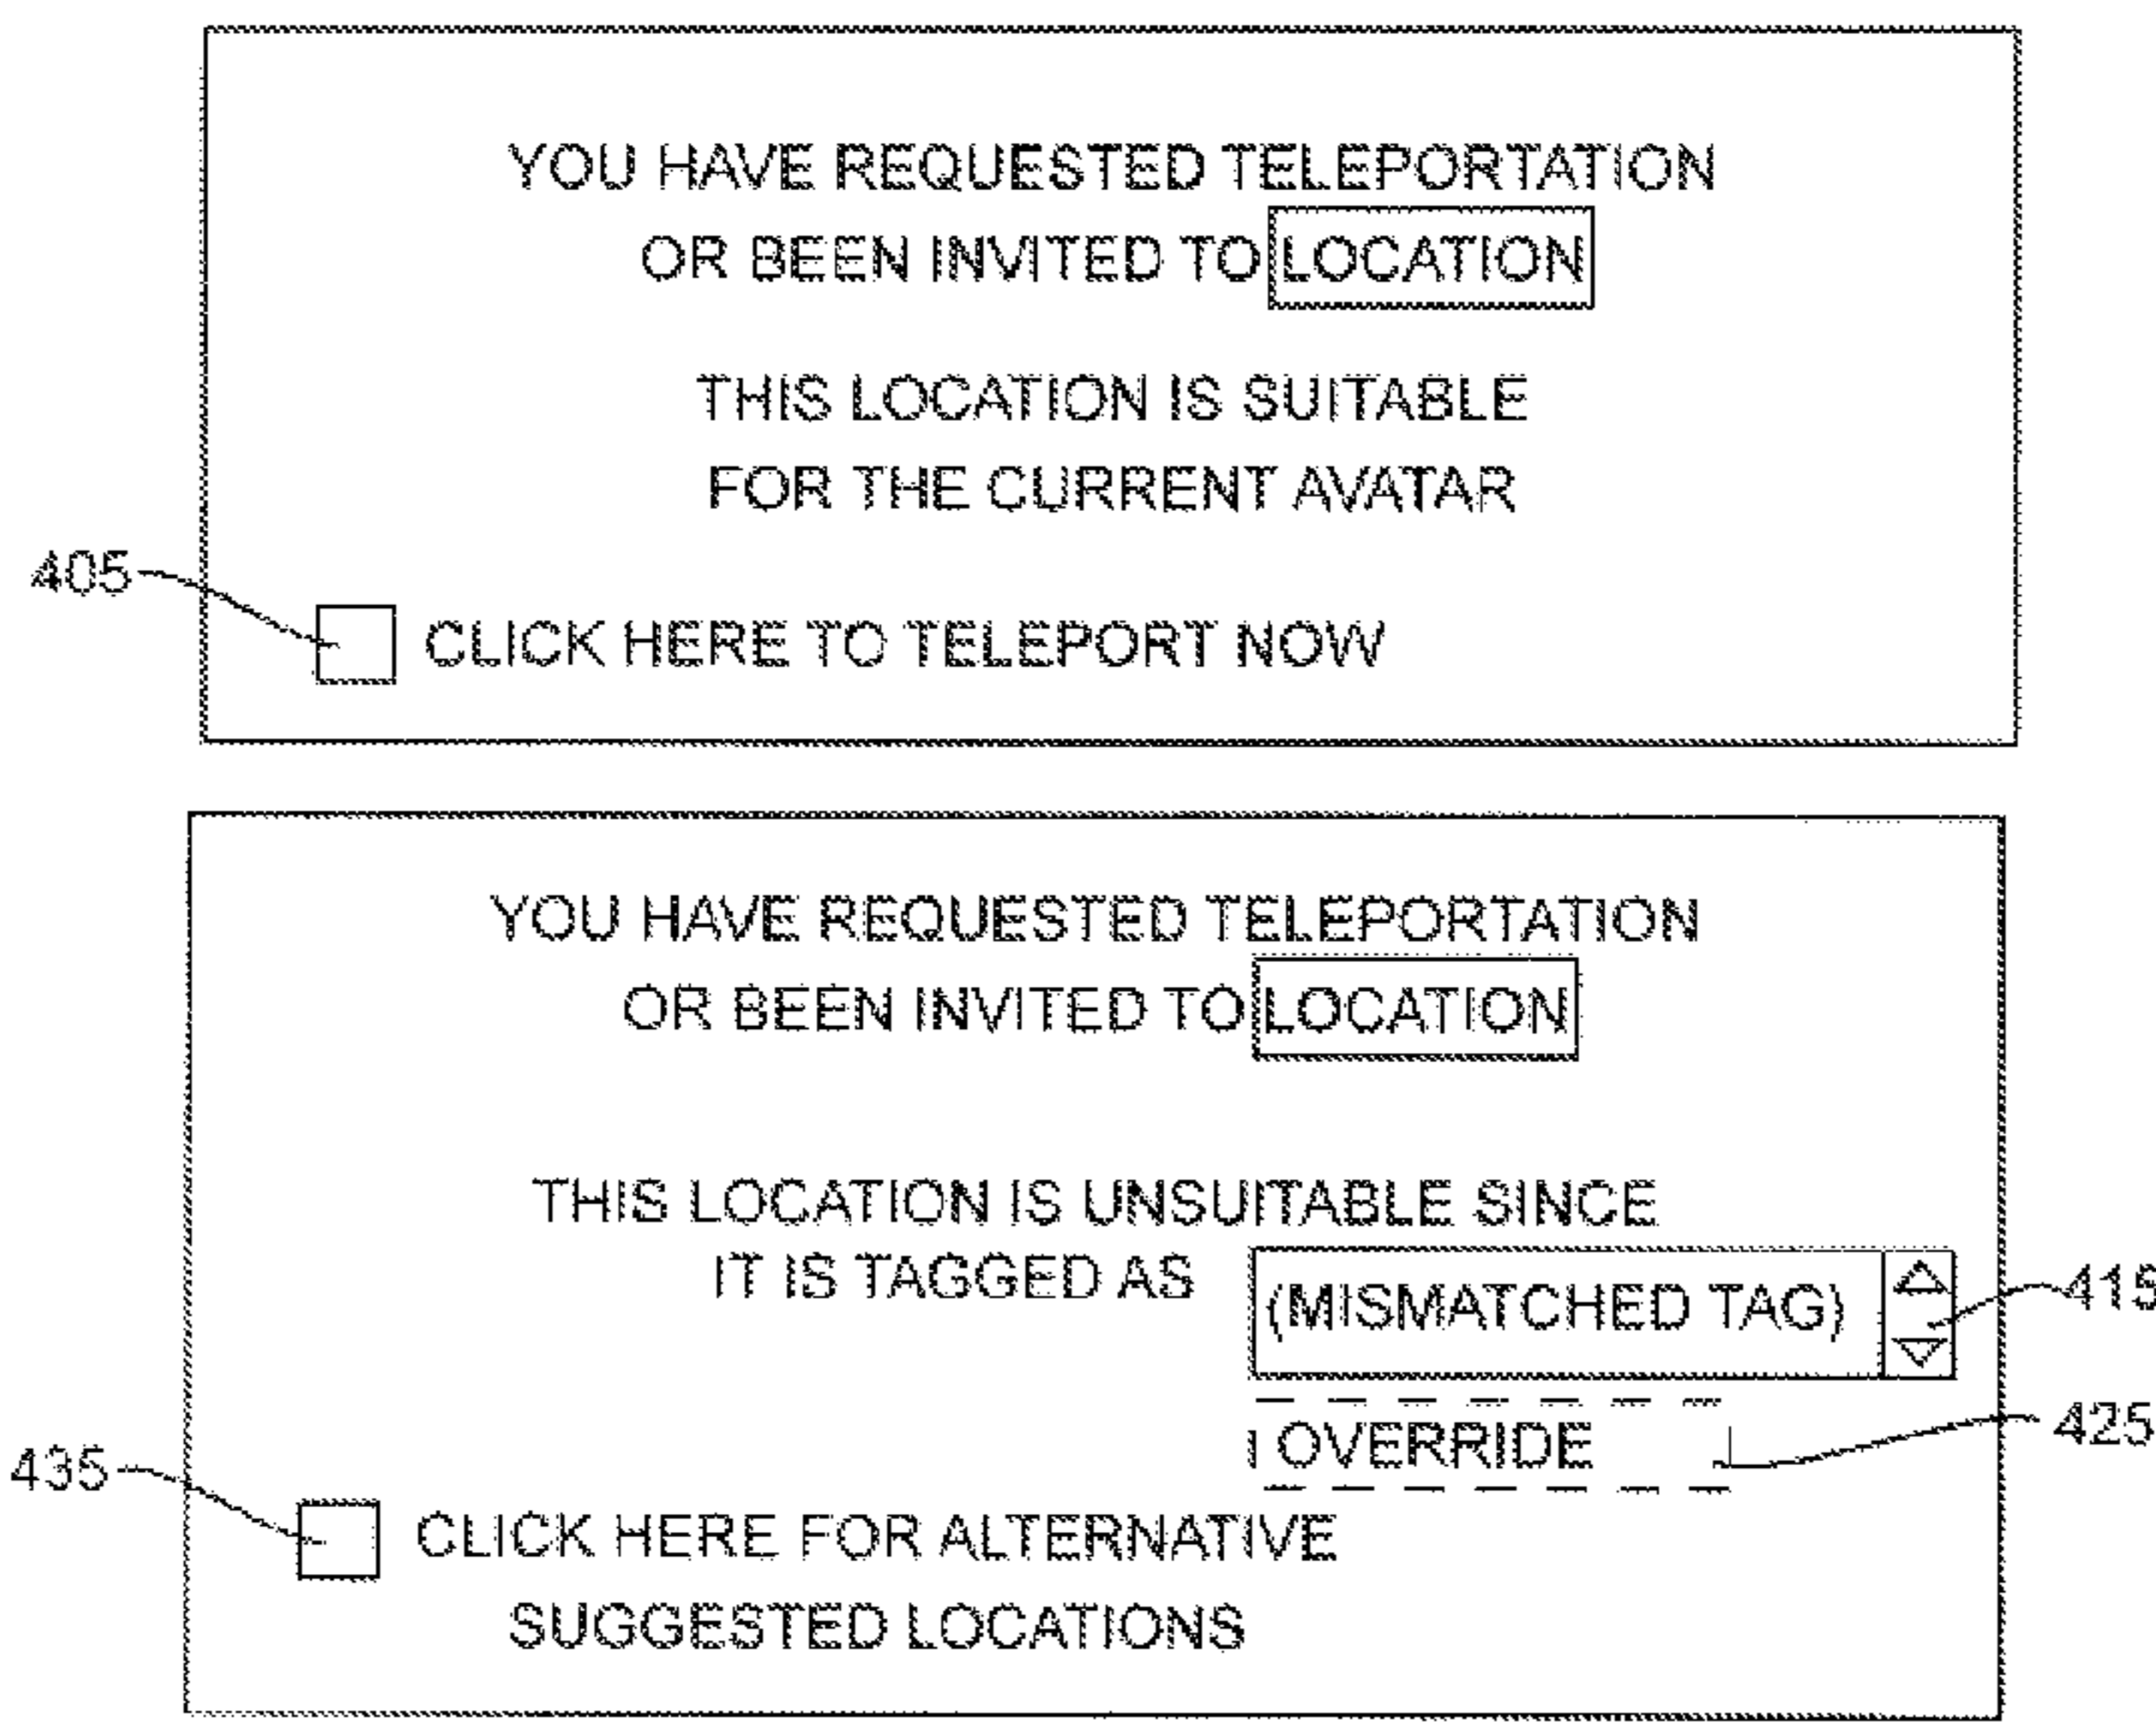 YOU HAVE REQUESTED TELEPORTATION
OR BEEN INVITED TO LOCATION
THIS LOCATION IS SUITABLE
FOR THE CURRENT AVATAR
405
CLICK HERE TO TELEPORT NOW
YOU HAVE REQUESTED TELEPORTATION
OR BEEN INVITED TO LOCATION
THIS LOCATION IS UNSUITABLE SINCE
IT IS TAGGED AS (MISMATCHED TAG) 415
OVERRIDE 425
435
CLICK HERE FOR ALTERNATIVE
SUGGESTED LOCATIONS